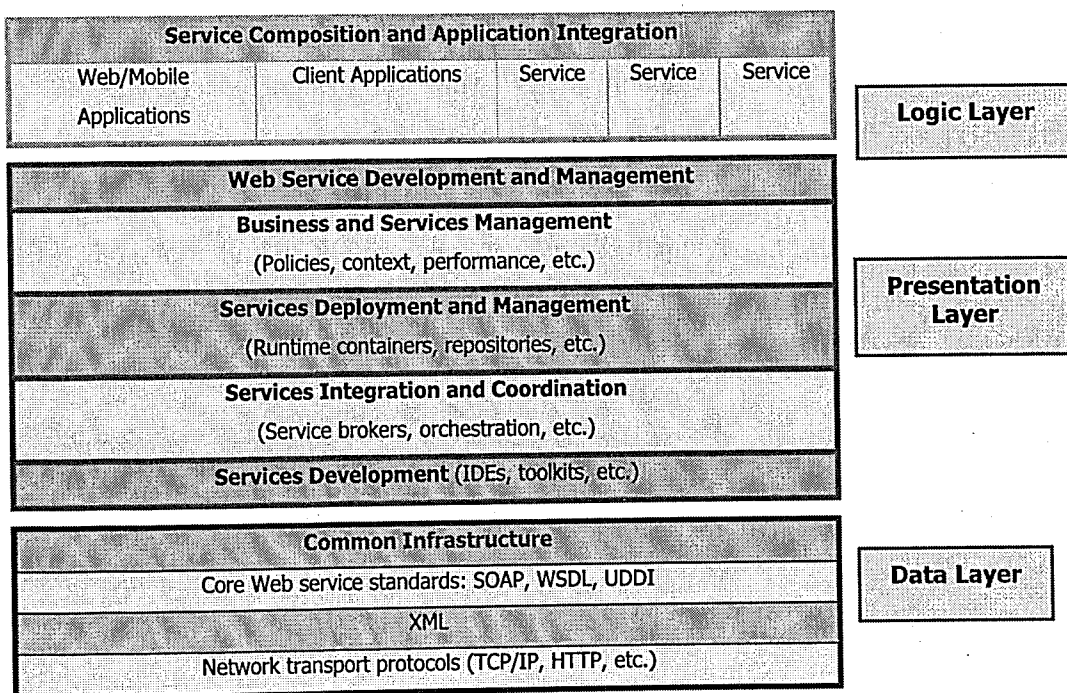 Service Composition and Application Integration
Web/Mobile
Applications
Client Applications
Service
Service
Service
Logic Layer
Web Service Development and Management
Business and Services Management
(Policies, context, performance, etc.)
Services Deployment and Management
(Runtime containers, repositories, etc.)
Services Integration and Coordination
(Service brokers, orchestration, etc.)
Services Development (IDEs, toolkits, etc.)
Presentation
Layer
Common Infrastructure
Core Web service standards: SOAP, WSDL, UDDI
XML
Network transport protocols (TCP/IP, HTTP, etc.)
Data Layer